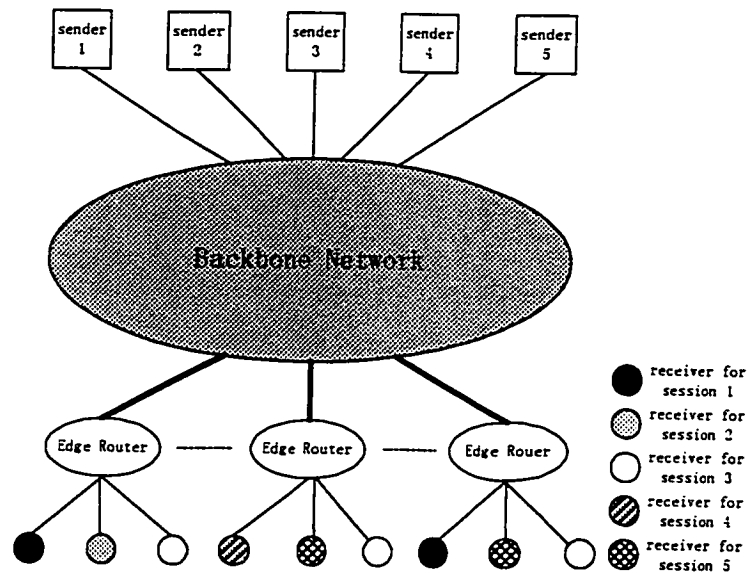 sender
1
sender
2
sender
3
sender
4
sender
5
Backbone Network
receiver for
session 1
receiver for
session 2
Edge Router
Edge Router
Edge Rouer
receiver for
session 3
receiver for
session 4
receiver for
session 5